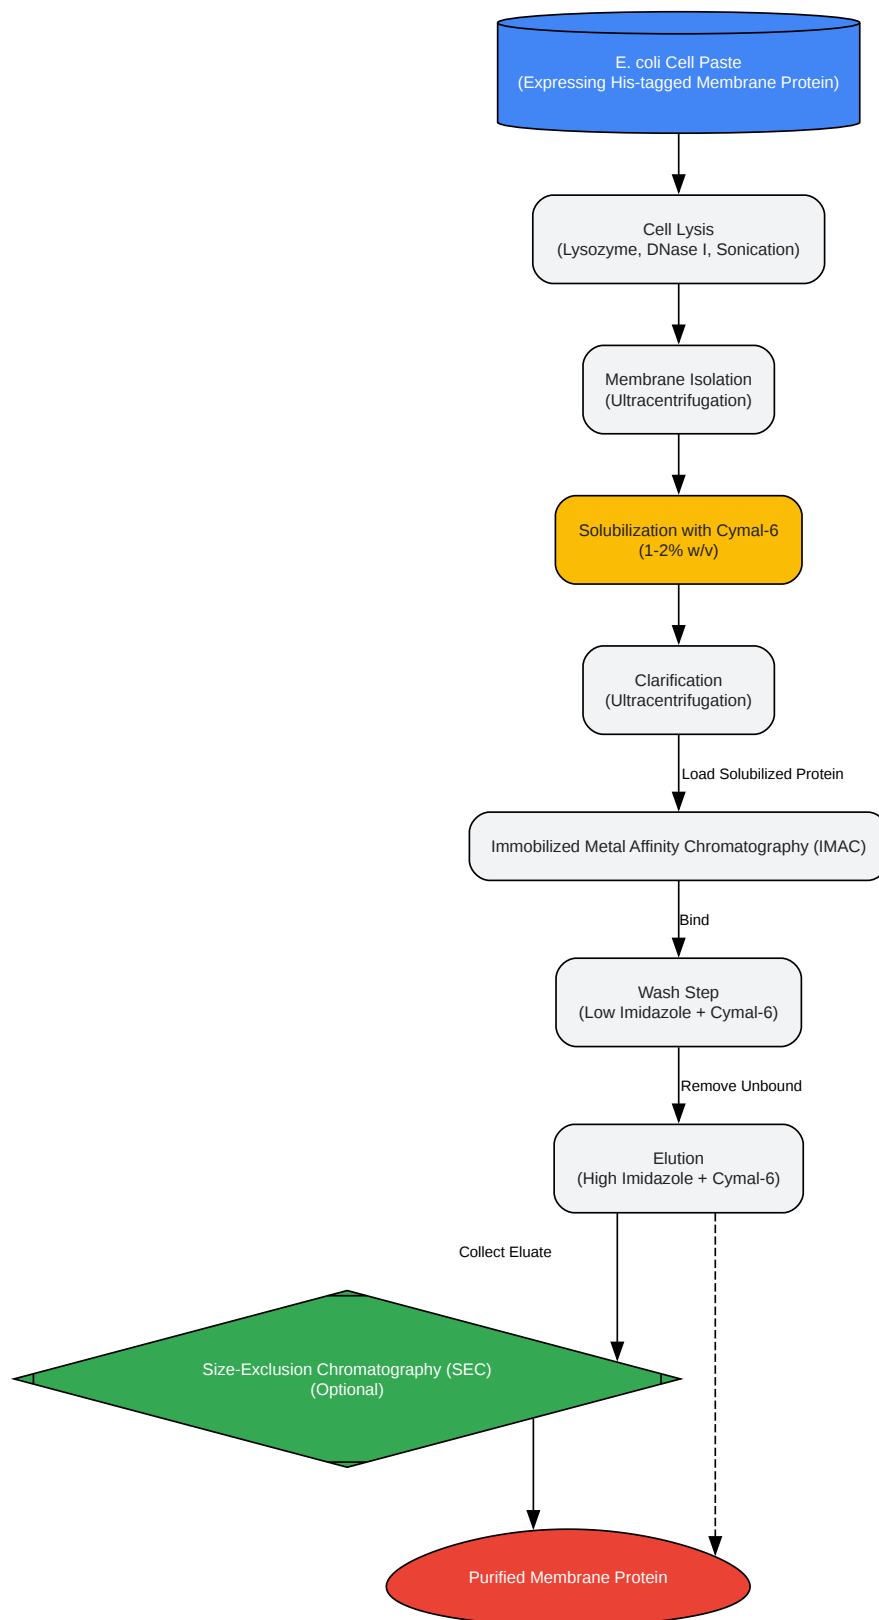 E. coli Cell Paste
(Expressing His-tagged Membrane Protein)
Cell Lysis
(Lysozyme, DNase I, Sonication)
Membrane Isolation
(Ultracentrifugation)
Solubilization with Cymal-6
(1-2% w/v)
Clarification
(Ultracentrifugation)
Load Solubilized Protein
Immobilized Metal Affinity Chromatography (IMAC)
Bind
Wash Step
(Low Imidazole + Cymal-6)
Remove Unbound
Elution
(High Imidazole + Cymal-6)
Collect Eluate
Size-Exclusion Chromatography (SEC)
(Optional)
Purified Membrane Protein